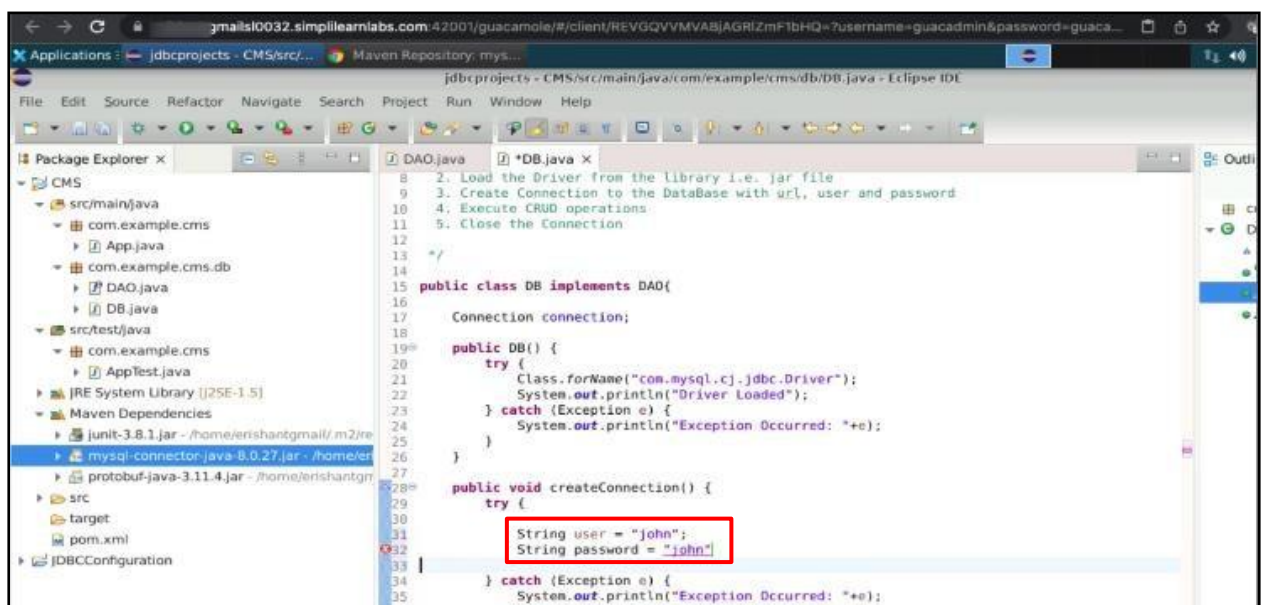 gmailsl0032.simplilearnlabs.com:42001/guacamole/#/client/REVGQVVMVABjAGRlZmF1bHQ=?username=guacadmin&password=guaca...
Applications jdbcprojects - CMS/src/... Maven Repository: mys...
jdbcprojects - CMS/src/main/java/com/example/cms/db/DB.java - Eclipse IDE
File Edit Source Refactor Navigate Search Project Run Window Help
Package Explorer
DAO.java *DB.java
Outli
CMS
src/main/java
com.example.cms
App.java
com.example.cms.db
DAO.java
DB.java
src/test/java
com.example.cms
AppTest.java
JRE System Library [J2SE-1.5]
Maven Dependencies
junit-3.8.1.jar - /home/erishantgmail/.m2/re
mysql-connector-java-8.0.27.jar - /home/eri
protobuf-java-3.11.4.jar - /home/erishantgm
src
target
pom.xml
JDBCConfiguration
8 2. Load the Driver from the library i.e. jar file
9 3. Create Connection to the DataBase with url, user and password
10 4. Execute CRUD operations
11 5. Close the Connection
12
13 */
14
15 public class DB implements DAO{
16
17 Connection connection;
18
19 public DB() {
20 try {
21 Class.forName("com.mysql.cj.jdbc.Driver");
22 System.out.println("Driver Loaded");
23 } catch (Exception e) {
24 System.out.println("Exception Occurred: "+e);
25 }
26 }
27
28 public void createConnection() {
29 try {
30
31 String user = "john";
32 String password = "john"
33
34 } catch (Exception e) {
35 System.out.println("Exception Occurred: "+e);